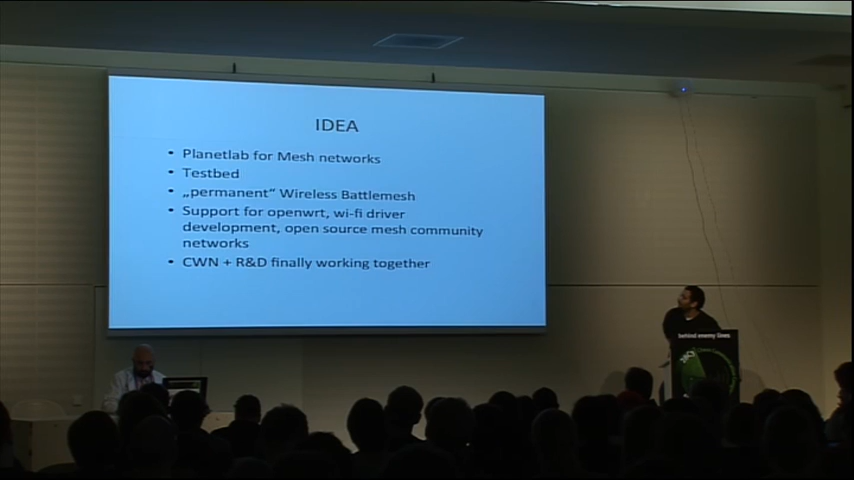 IDEA
• Planetlab for Mesh networks
• Testbed
• „permanent“ Wireless Battlemesh
• Support for openwrt, wi-fi driver
development, open source mesh community
networks
• CWN + R&D finally working together
behind enemy lines